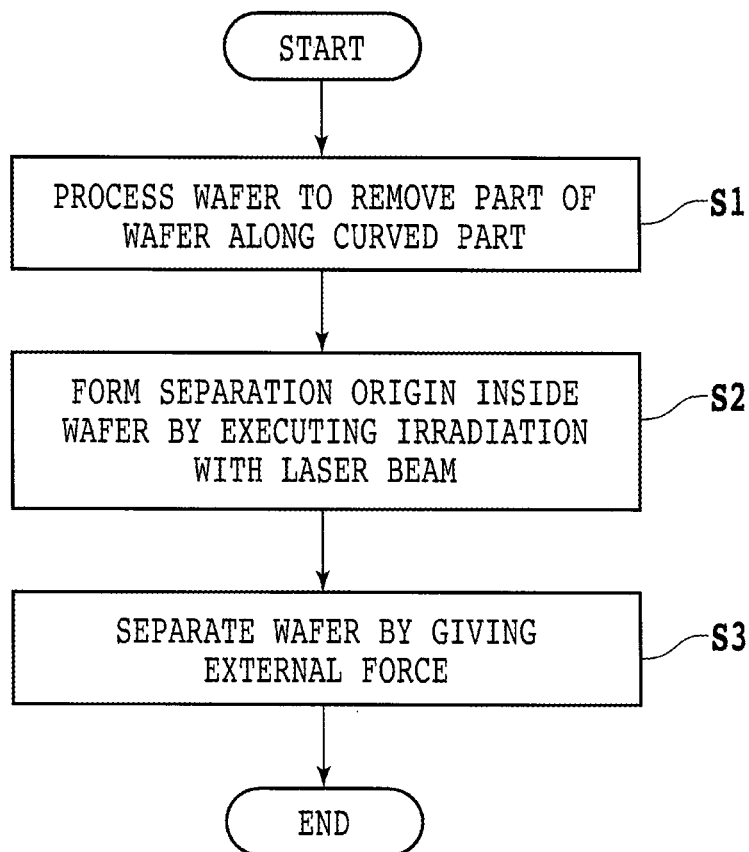 START
PROCESS WAFER TO REMOVE PART OF
WAFER ALONG CURVED PART
S1
FORM SEPARATION ORIGIN INSIDE
WAFER BY EXECUTING IRRADIATION
WITH LASER BEAM
S2
SEPARATE WAFER BY GIVING
EXTERNAL FORCE
S3
END